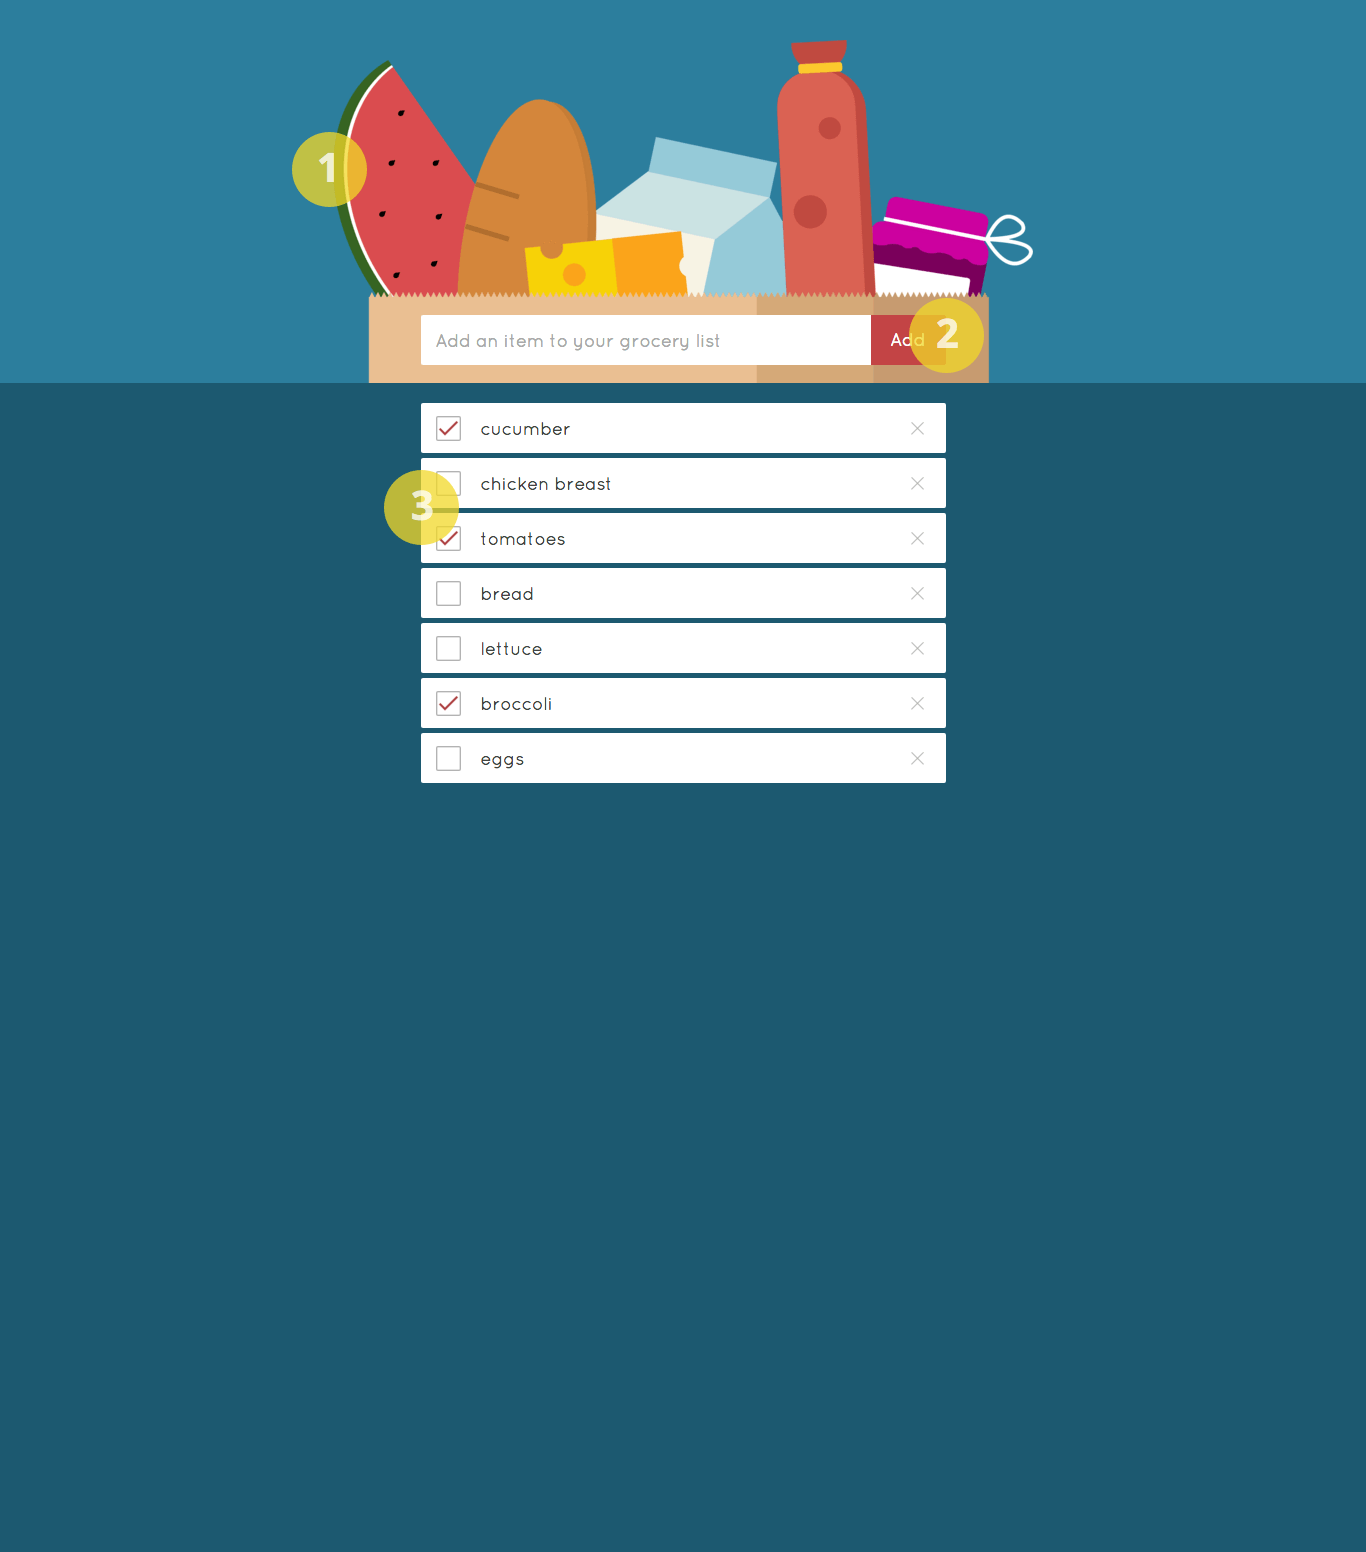 1
Add an item to your grocery list
Add
2
cucumber
chicken breast
3
tomatoes
bread
lettuce
broccoli
eggs